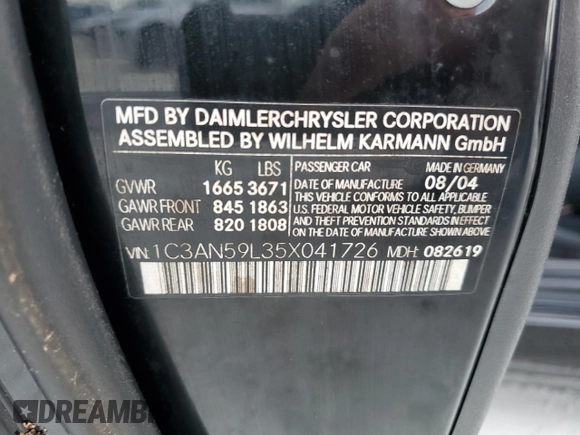 MFD BY DAIMLERCHRYSLER CORPORATION
ASSEMBLED BY WILHELM KARMANN GmbH
KG LBS
GVWR 1665 3671
GAWR FRONT 845 1863
GAWR REAR 820 1808
PASSENGER CAR MADE IN GERMANY
DATE OF MANUFACTURE 08/04
THIS VEHICLE CONFORMS TO ALL APPLICABLE
U.S. FEDERAL MOTOR VEHICLE SAFETY, BUMPER
AND THEFT PREVENTION STANDARDS IN EFFECT
ON THE DATE OF MANUFACTURE SHOWN ABOVE.
VIN: 1C3AN59L35X041726 MDH: 082619